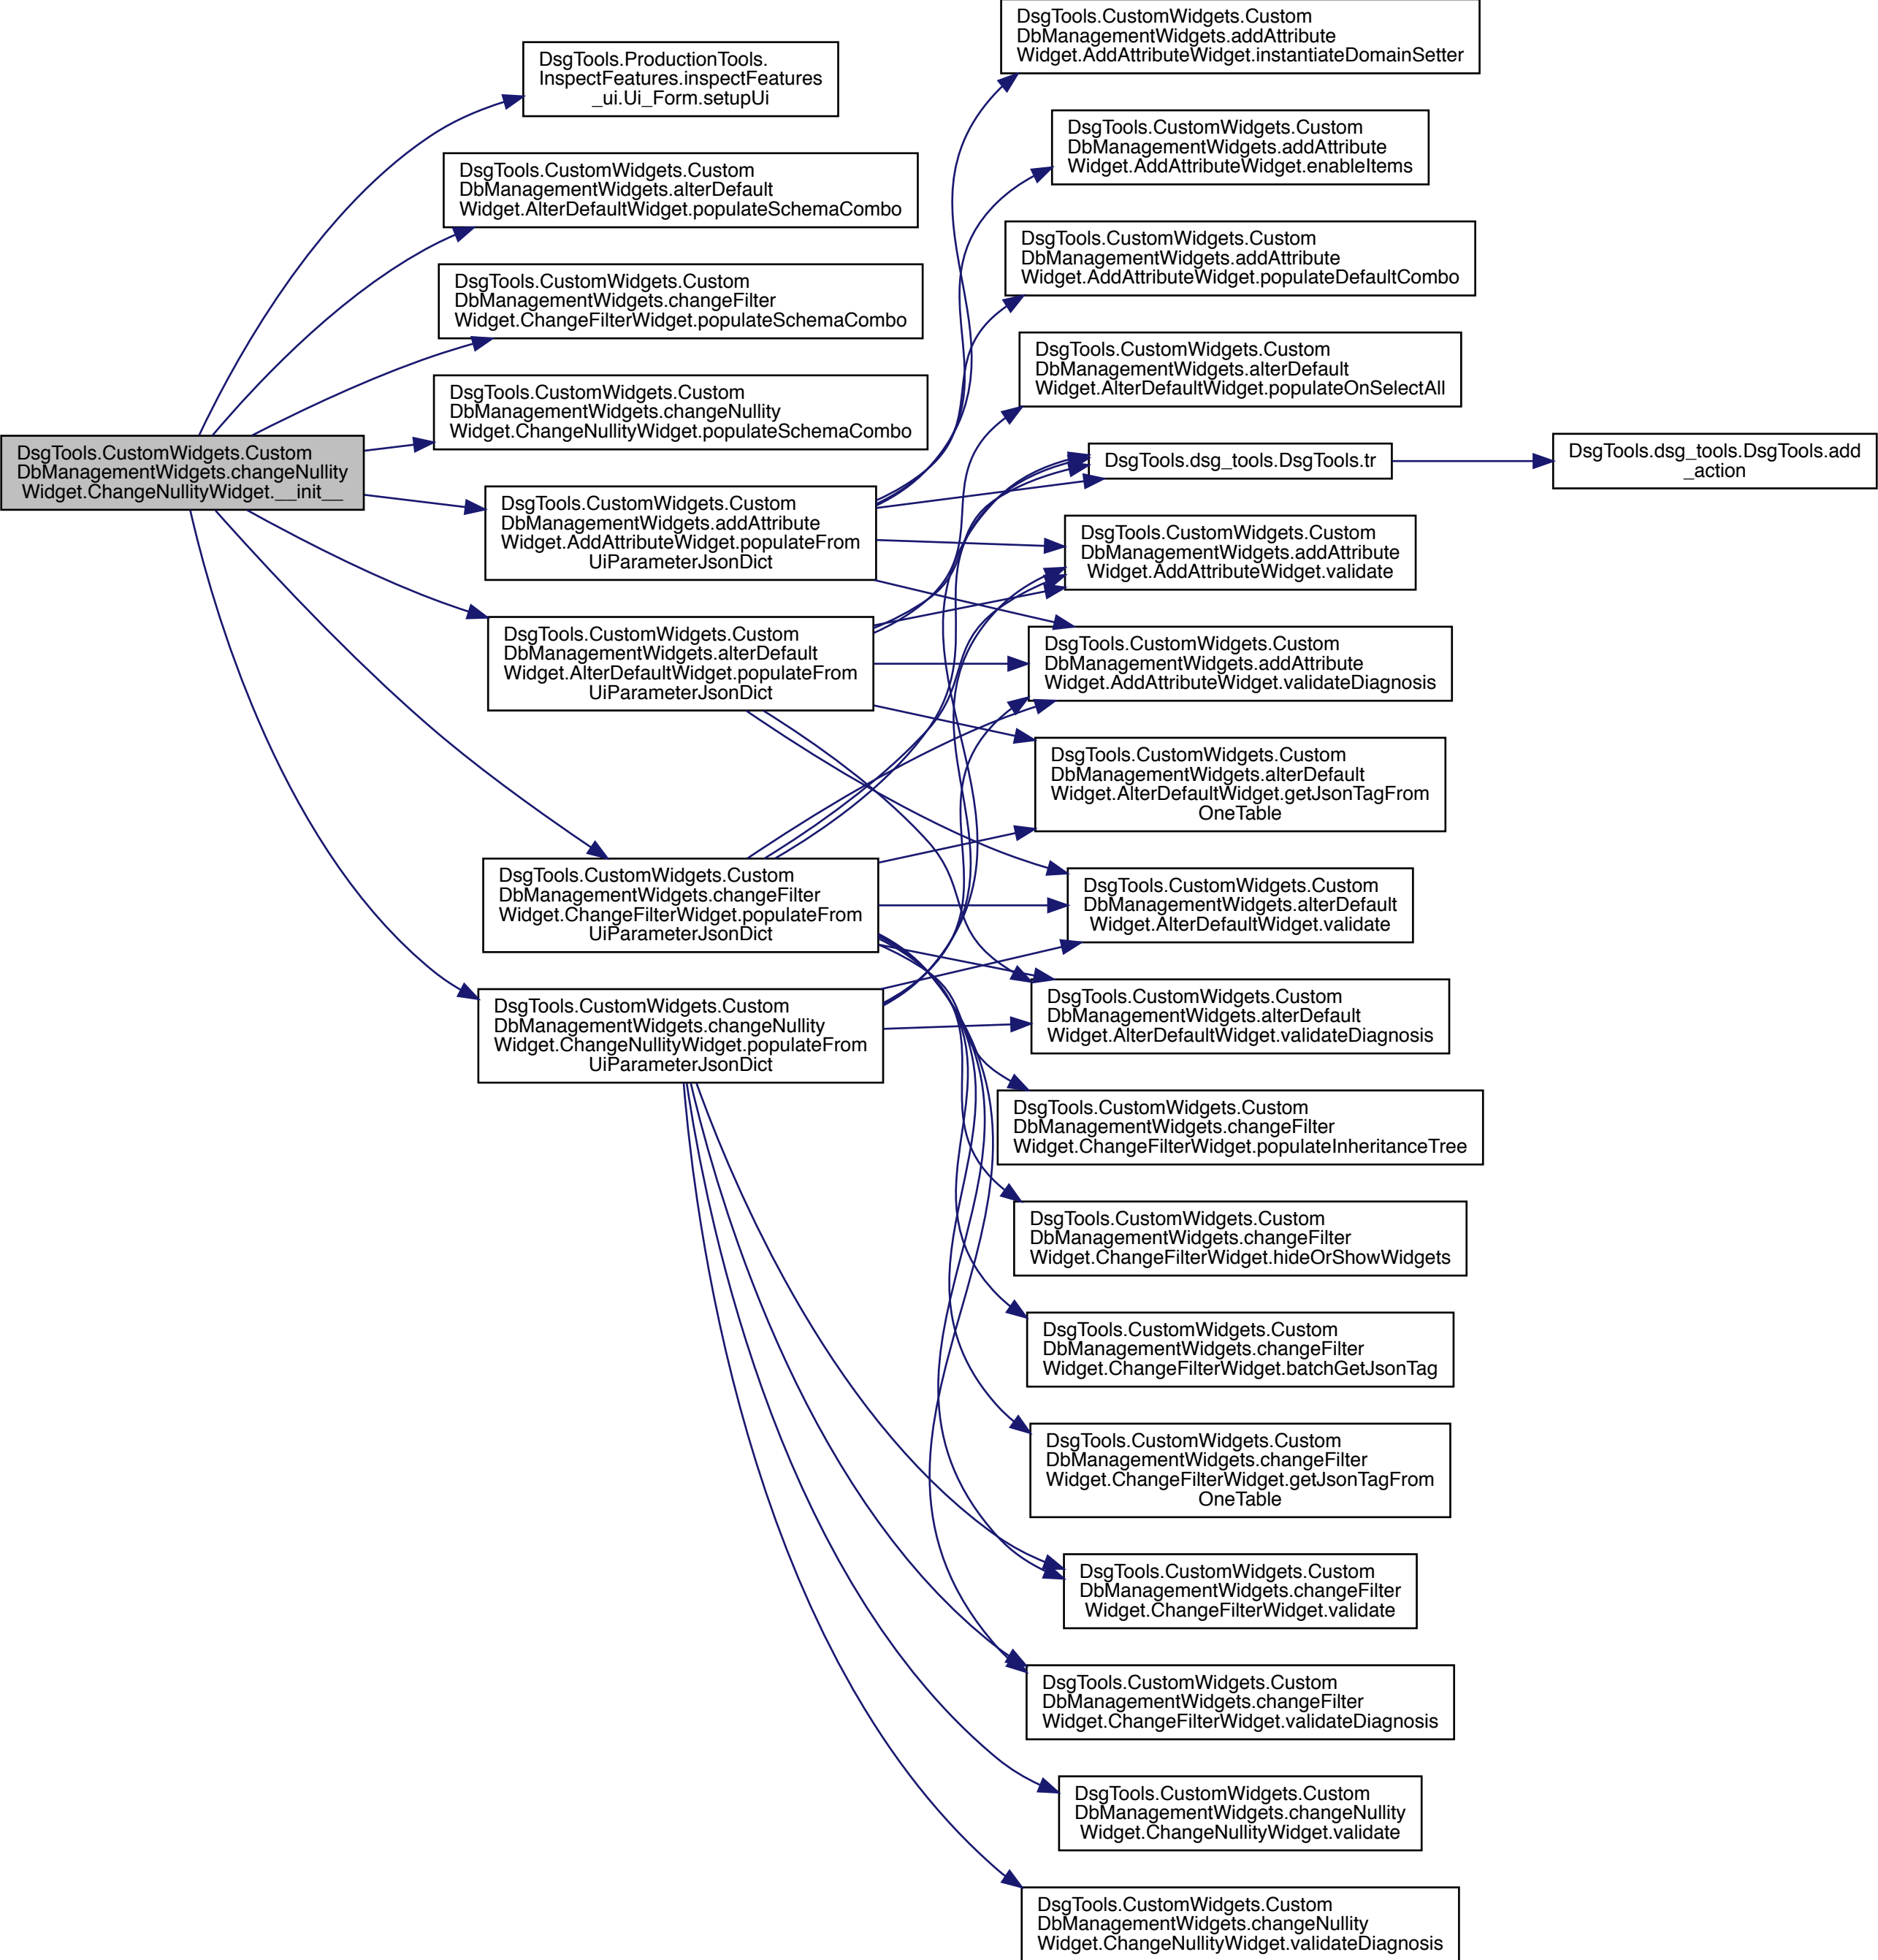 DsgTools.CustomWidgets.Custom
DbManagementWidgets.changeNullity
Widget.ChangeNullityWidget.__init__
DsgTools.ProductionTools.
InspectFeatures.inspectFeatures
_ui.Ui_Form.setupUi
DsgTools.CustomWidgets.Custom
DbManagementWidgets.alterDefault
Widget.AlterDefaultWidget.populateSchemaCombo
DsgTools.CustomWidgets.Custom
DbManagementWidgets.changeFilter
Widget.ChangeFilterWidget.populateSchemaCombo
DsgTools.CustomWidgets.Custom
DbManagementWidgets.changeNullity
Widget.ChangeNullityWidget.populateSchemaCombo
DsgTools.CustomWidgets.Custom
DbManagementWidgets.addAttribute
Widget.AddAttributeWidget.populateFrom
UiParameterJsonDict
DsgTools.CustomWidgets.Custom
DbManagementWidgets.alterDefault
Widget.AlterDefaultWidget.populateFrom
UiParameterJsonDict
DsgTools.CustomWidgets.Custom
DbManagementWidgets.changeFilter
Widget.ChangeFilterWidget.populateFrom
UiParameterJsonDict
DsgTools.CustomWidgets.Custom
DbManagementWidgets.changeNullity
Widget.ChangeNullityWidget.populateFrom
UiParameterJsonDict
DsgTools.CustomWidgets.Custom
DbManagementWidgets.addAttribute
Widget.AddAttributeWidget.instantiateDomainSetter
DsgTools.CustomWidgets.Custom
DbManagementWidgets.addAttribute
Widget.AddAttributeWidget.enableItems
DsgTools.CustomWidgets.Custom
DbManagementWidgets.addAttribute
Widget.AddAttributeWidget.populateDefaultCombo
DsgTools.CustomWidgets.Custom
DbManagementWidgets.alterDefault
Widget.AlterDefaultWidget.populateOnSelectAll
DsgTools.dsg_tools.DsgTools.tr
DsgTools.dsg_tools.DsgTools.add
_action
DsgTools.CustomWidgets.Custom
DbManagementWidgets.addAttribute
Widget.AddAttributeWidget.validate
DsgTools.CustomWidgets.Custom
DbManagementWidgets.addAttribute
Widget.AddAttributeWidget.validateDiagnosis
DsgTools.CustomWidgets.Custom
DbManagementWidgets.alterDefault
Widget.AlterDefaultWidget.getJsonTagFrom
OneTable
DsgTools.CustomWidgets.Custom
DbManagementWidgets.alterDefault
Widget.AlterDefaultWidget.validate
DsgTools.CustomWidgets.Custom
DbManagementWidgets.alterDefault
Widget.AlterDefaultWidget.validateDiagnosis
DsgTools.CustomWidgets.Custom
DbManagementWidgets.changeFilter
Widget.ChangeFilterWidget.populateInheritanceTree
DsgTools.CustomWidgets.Custom
DbManagementWidgets.changeFilter
Widget.ChangeFilterWidget.hideOrShowWidgets
DsgTools.CustomWidgets.Custom
DbManagementWidgets.changeFilter
Widget.ChangeFilterWidget.batchGetJsonTag
DsgTools.CustomWidgets.Custom
DbManagementWidgets.changeFilter
Widget.ChangeFilterWidget.getJsonTagFrom
OneTable
DsgTools.CustomWidgets.Custom
DbManagementWidgets.changeFilter
Widget.ChangeFilterWidget.validate
DsgTools.CustomWidgets.Custom
DbManagementWidgets.changeFilter
Widget.ChangeFilterWidget.validateDiagnosis
DsgTools.CustomWidgets.Custom
DbManagementWidgets.changeNullity
Widget.ChangeNullityWidget.validate
DsgTools.CustomWidgets.Custom
DbManagementWidgets.changeNullity
Widget.ChangeNullityWidget.validateDiagnosis